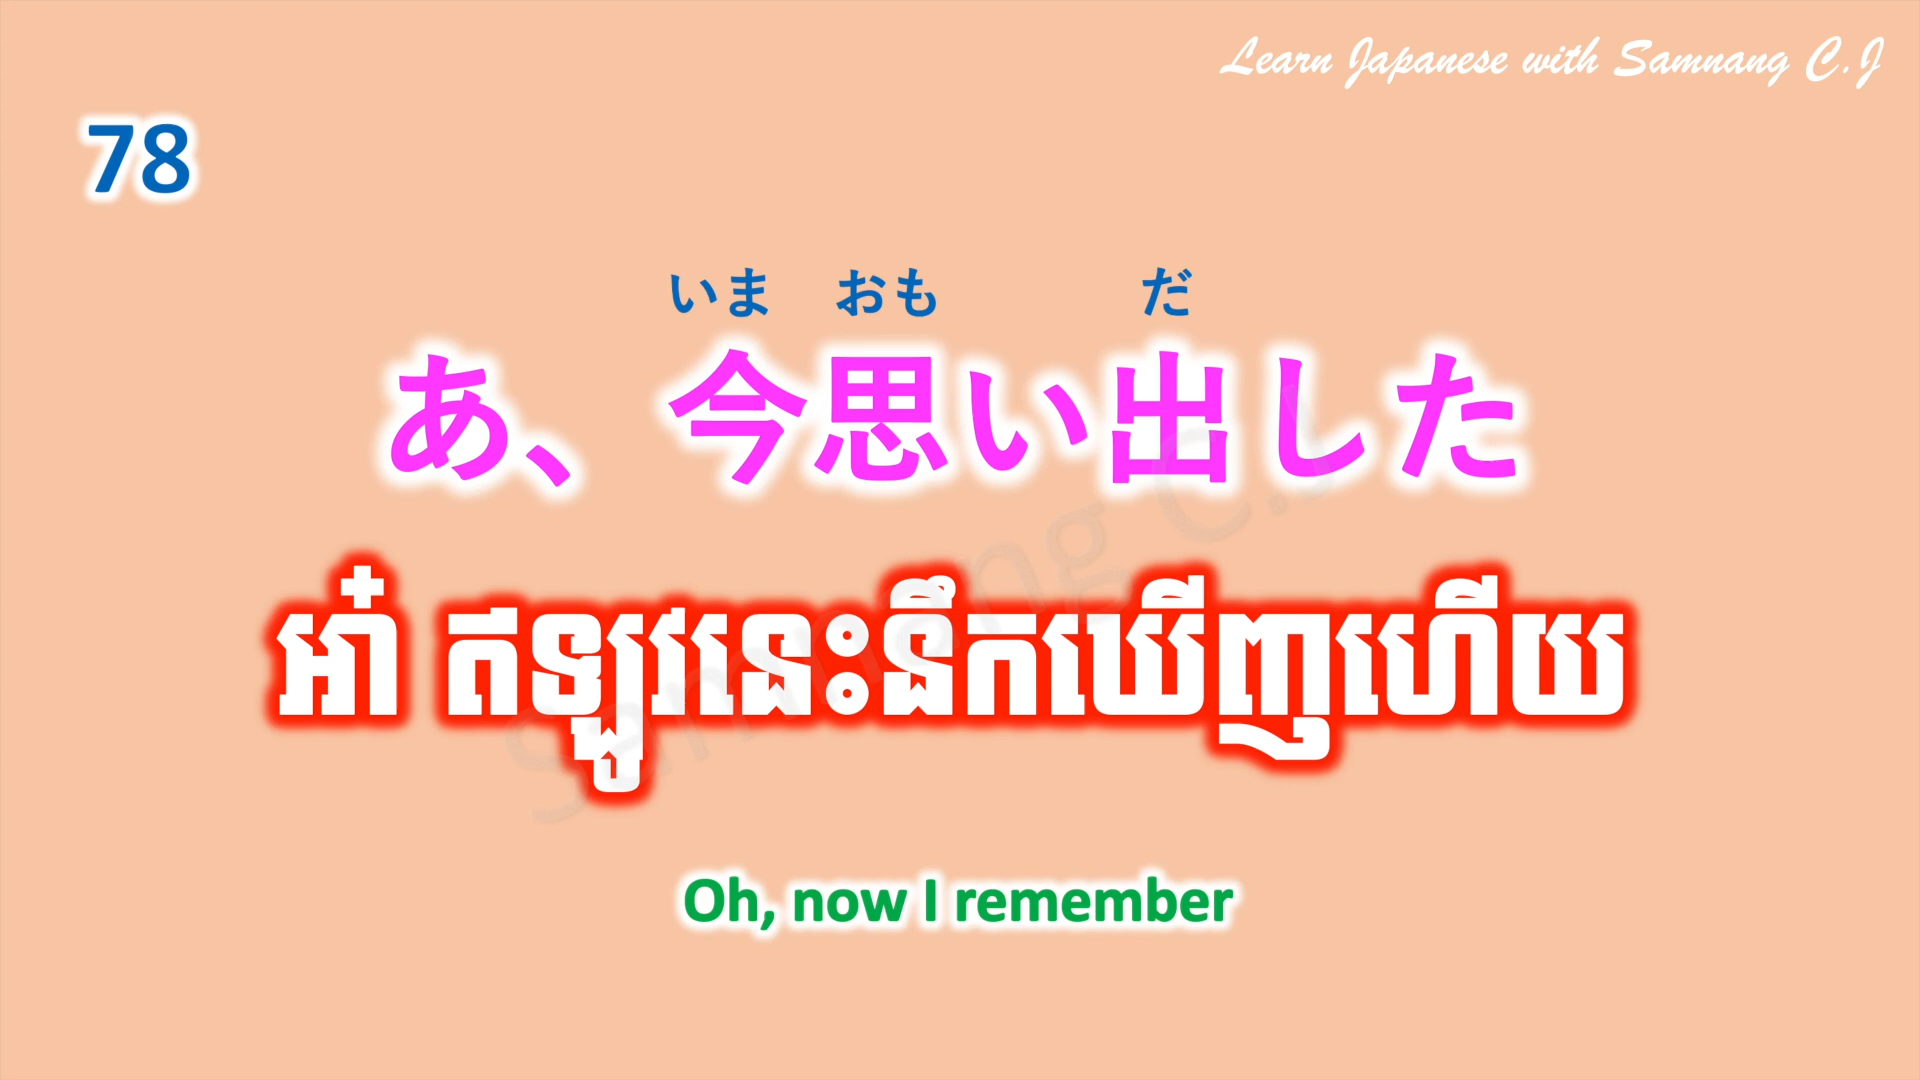 Learn Japanese with Samnang C.J
78
いま おも だ
あ、今思い出した
អា៎ ឥឡូវនេះនឹកឃើញហើយ
Samnang C.J
Oh, now I remember